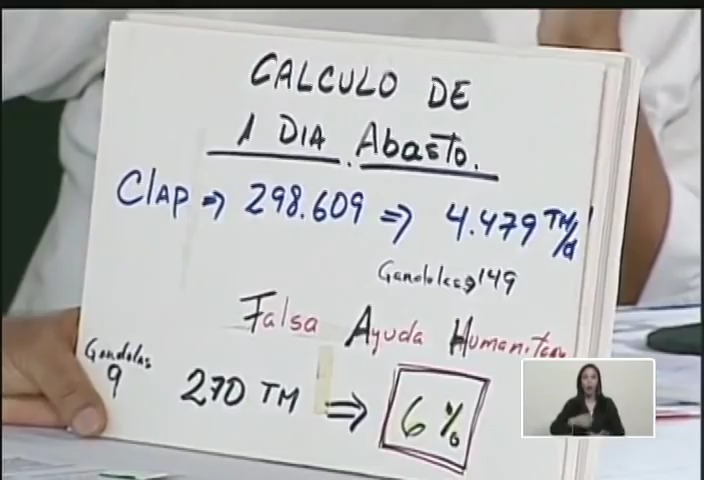 CALCULO DE
1 DIA Abasto.
Clap ⇒ 298.609 ⇒ 4.479 TM/d
Gandolas → 149
Falsa Ayuda Humanitaria
Gandolas
9
270 TM ⇒ 6%